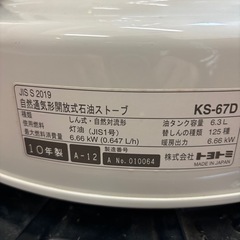 JIS S 2019
自然通気形開放式石油ストーブ KS-67D
種類 しん式・自然対流形 油タンク容量 6.3 L
使用燃料 灯油（JIS1号） 替しんの種類 125種
最大燃料消費量 6.66 kW (0.647 L/h) 暖房出力 6.66 kW
10年製 A-12 製造番号 A No.010064 株式会社トヨトミ
MADE IN JAPAN